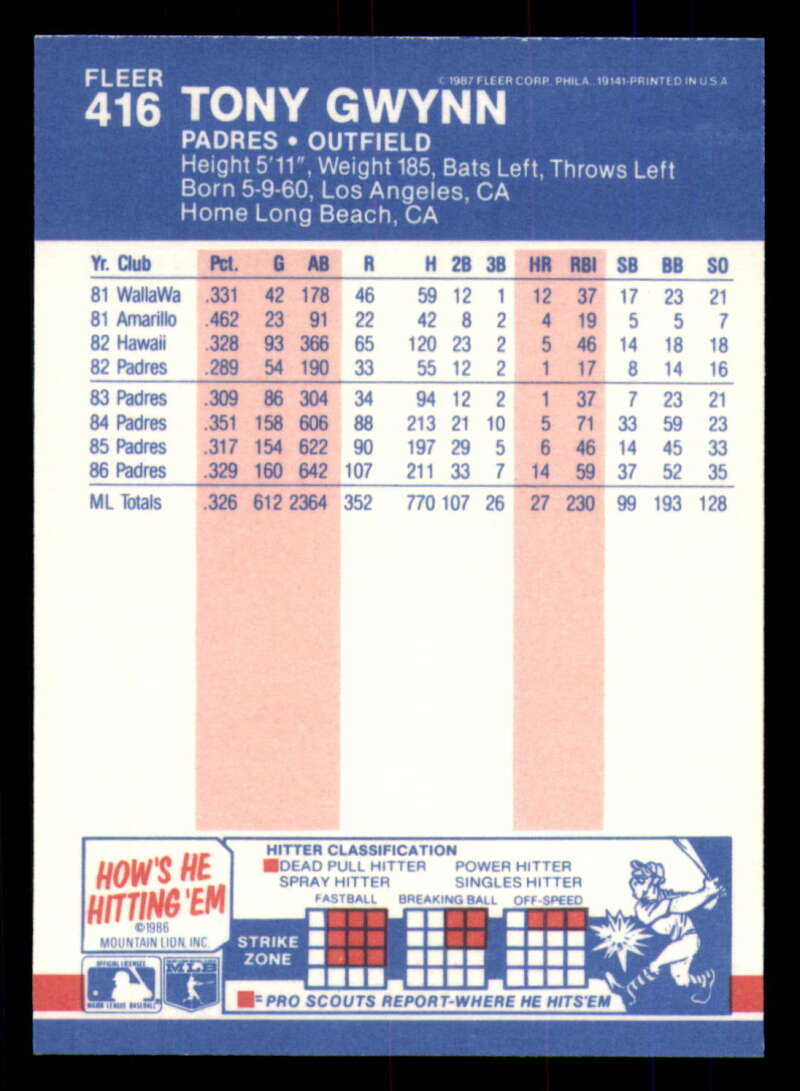 FLEER
416
© 1987 FLEER CORP. PHILA. 19141-PRINTED IN U.S.A
TONY GWYNN
PADRES • OUTFIELD
Height 5'11", Weight 185, Bats Left, Throws Left
Born 5-9-60, Los Angeles, CA
Home Long Beach, CA
Yr. Club Pct. G AB R H 2B 3B HR RBI SB BB SO
81 WallaWa .331 42 178 46 59 12 1 12 37 17 23 21
81 Amarillo .462 23 91 22 42 8 2 4 19 5 5 7
82 Hawaii .328 93 366 65 120 23 2 5 46 14 18 18
82 Padres .289 54 190 33 55 12 2 1 17 8 14 16
83 Padres .309 86 304 34 94 12 2 1 37 7 23 21
84 Padres .351 158 606 88 213 21 10 5 71 33 59 23
85 Padres .317 154 622 90 197 29 5 6 46 14 45 33
86 Padres .329 160 642 107 211 33 7 14 59 37 52 35
ML Totals .326 612 2364 352 770 107 26 27 230 99 193 128
HOW'S HE
HITTING 'EM
©1986
MOUNTAIN LION, INC.
OFFICIAL LICENSEE
MAJOR LEAGUE BASEBALL
MLB
HITTER CLASSIFICATION
DEAD PULL HITTER POWER HITTER
SPRAY HITTER SINGLES HITTER
FASTBALL BREAKING BALL OFF-SPEED
STRIKE
ZONE
= PRO SCOUTS REPORT-WHERE HE HITS'EM